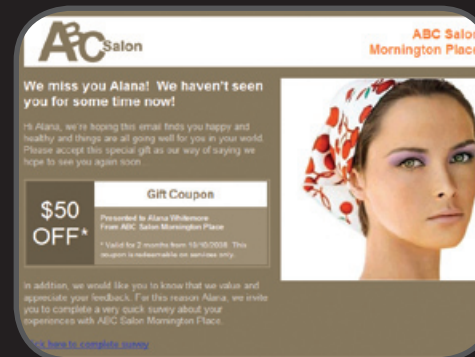 ABC Salon
ABC Salon
Mornington Place
We miss you Alana! We haven't seen
you for some time now!
Hi Alana, we're hoping this email finds you happy and
healthy and things are all going well for you in your world.
Please accept this special gift as our way of saying we
hope to see you again soon...
Gift Coupon
$50
OFF*
Presented to Alana Whitemore
From ABC Salon Mornington Place
* Valid for 2 months from 10/10/2008. This
coupon is redeemable on services only.
In addition, we would like you to know that we value and
appreciate your feedback. For this reason Alana, we invite
you to complete a very quick survey about your
experiences with ABC Salon Mornington Place.
Click here to complete survey